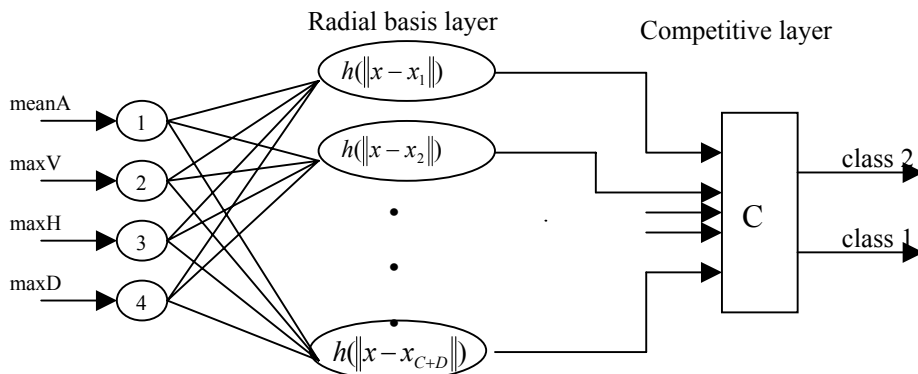 Radial basis layer
Competitive layer
h(‖x − x₁‖)
meanA
1
maxV
2
h(‖x − x₂‖)
class 2
maxH
3
C
class 1
maxD
4
h(‖x − x_{C+D}‖)